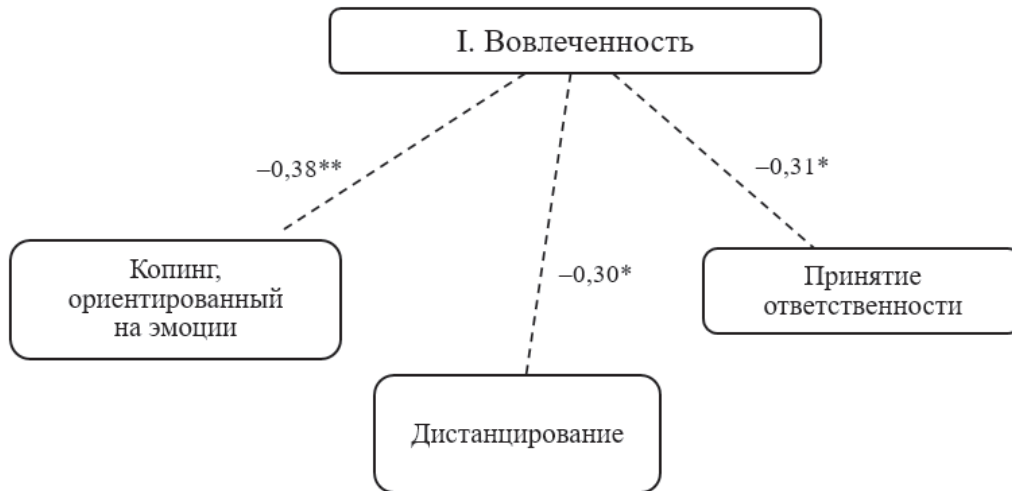 I. Вовлеченность
–0,38**
–0,31*
–0,30*
Копинг,
ориентированный
на эмоции
Принятие
ответственности
Дистанцирование